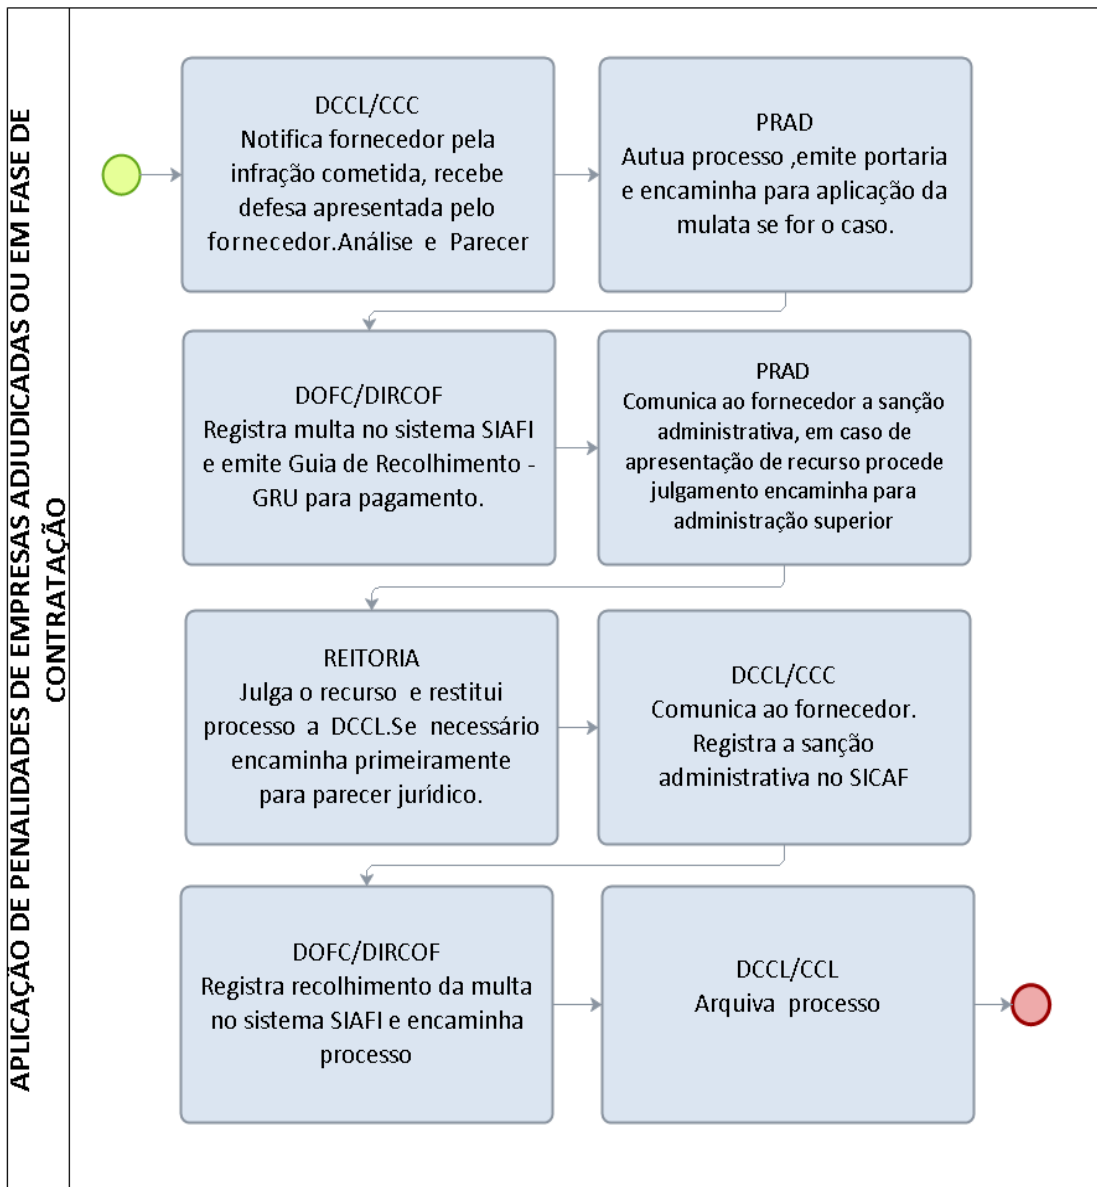 APLICAÇÃO DE PENALIDADES DE EMPRESAS ADJUDICADAS OU EM FASE DE
CONTRATAÇÃO
DCCL/CCC
Notifica fornecedor pela
infração cometida, recebe
defesa apresentada pelo
fornecedor.Análise e Parecer
PRAD
Autua processo ,emite portaria
e encaminha para aplicação da
mulata se for o caso.
DOFC/DIRCOF
Registra multa no sistema SIAFI
e emite Guia de Recolhimento -
GRU para pagamento.
PRAD
Comunica ao fornecedor a sanção
administrativa, em caso de
apresentação de recurso procede
julgamento encaminha para
administração superior
REITORIA
Julga o recurso e restitui
processo a DCCL.Se necessário
encaminha primeiramente
para parecer jurídico.
DCCL/CCC
Comunica ao fornecedor.
Registra a sanção
administrativa no SICAF
DOFC/DIRCOF
Registra recolhimento da multa
no sistema SIAFI e encaminha
processo
DCCL/CCL
Arquiva processo